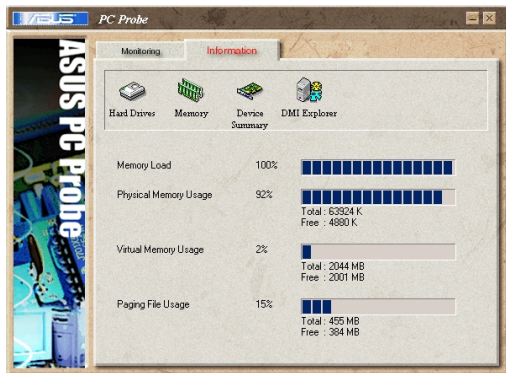 ASUS PC Probe
Monitoring Information
Hard Drives Memory Device Summary DMI Explorer
ASUS PC Probe
Memory Load 100%
Physical Memory Usage 92%
Total : 63924 K
Free : 4880 K
Virtual Memory Usage 2%
Total : 2044 MB
Free : 2001 MB
Paging File Usage 15%
Total : 455 MB
Free : 384 MB